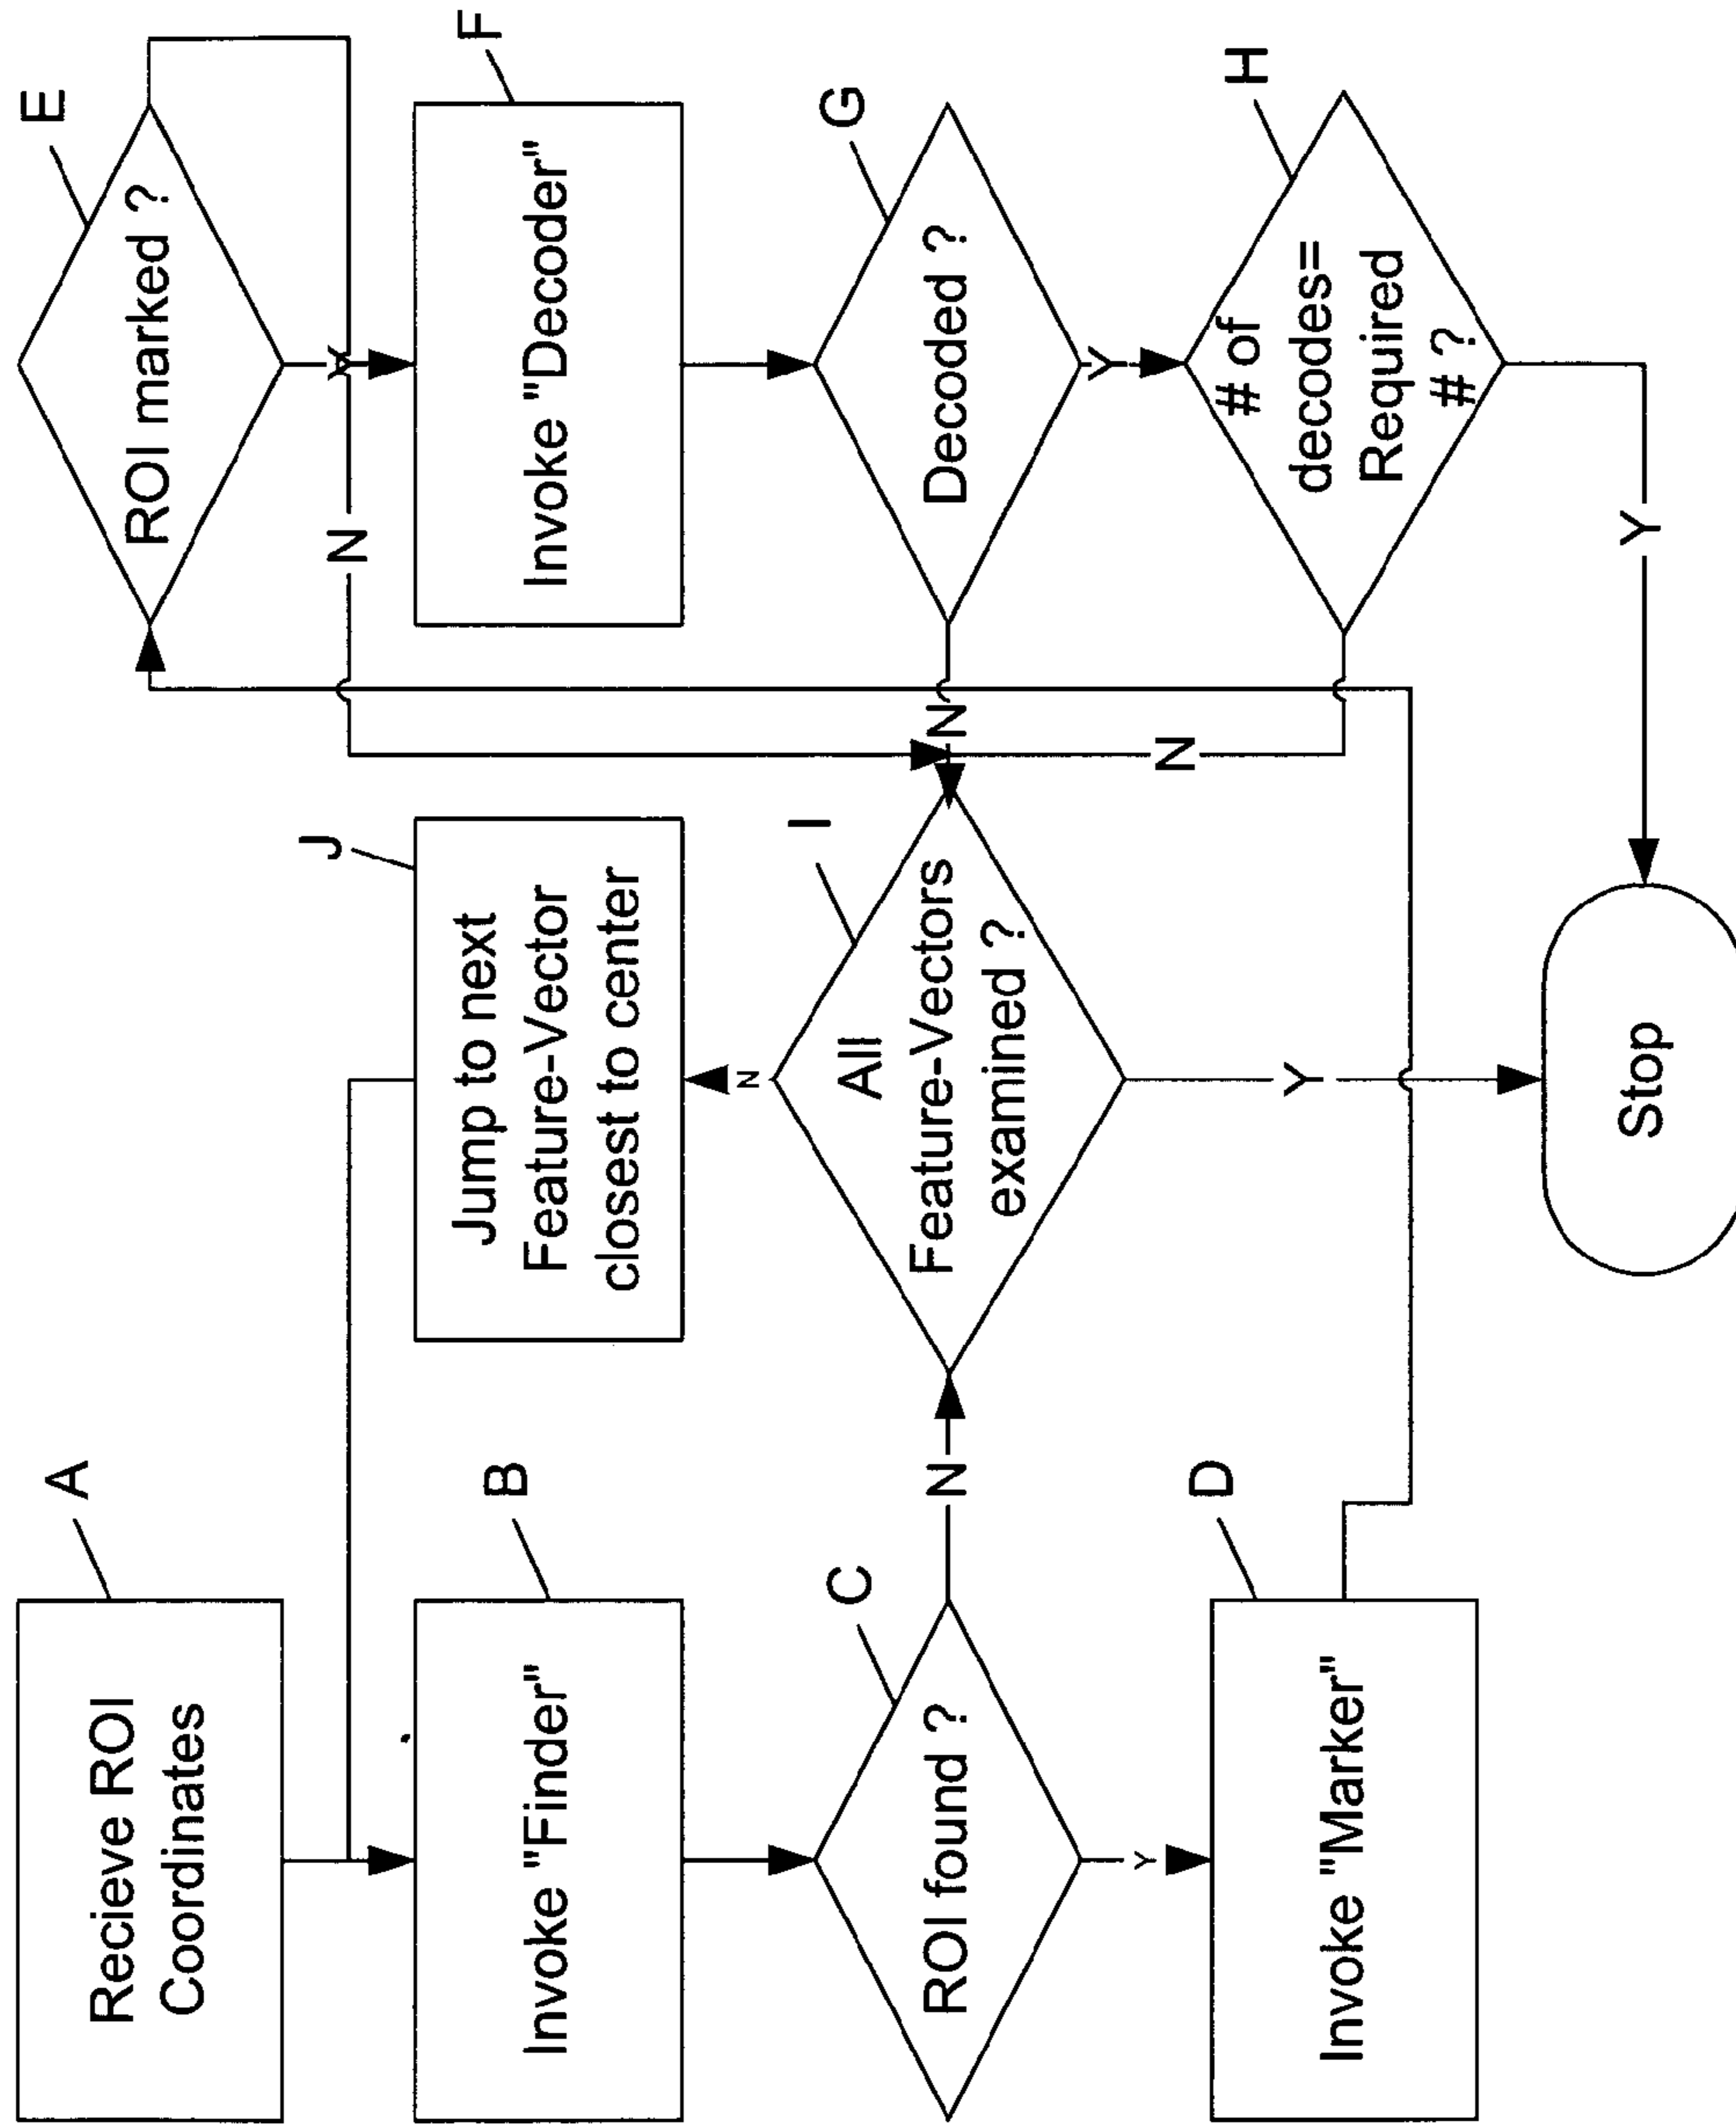 A
Recieve ROI
Coordinates
B
Invoke "Finder"
C
ROI found ?
N
Y
D
Invoke "Marker"
J
Jump to next
Feature-Vector
closest to center
N
I
All
Feature-Vectors
examined ?
Y
Stop
E
ROI marked ?
N
Y
F
Invoke "Decoder"
G
Decoded ?
N
Y
H
# of
decodes=
Required
# ?
N
Y